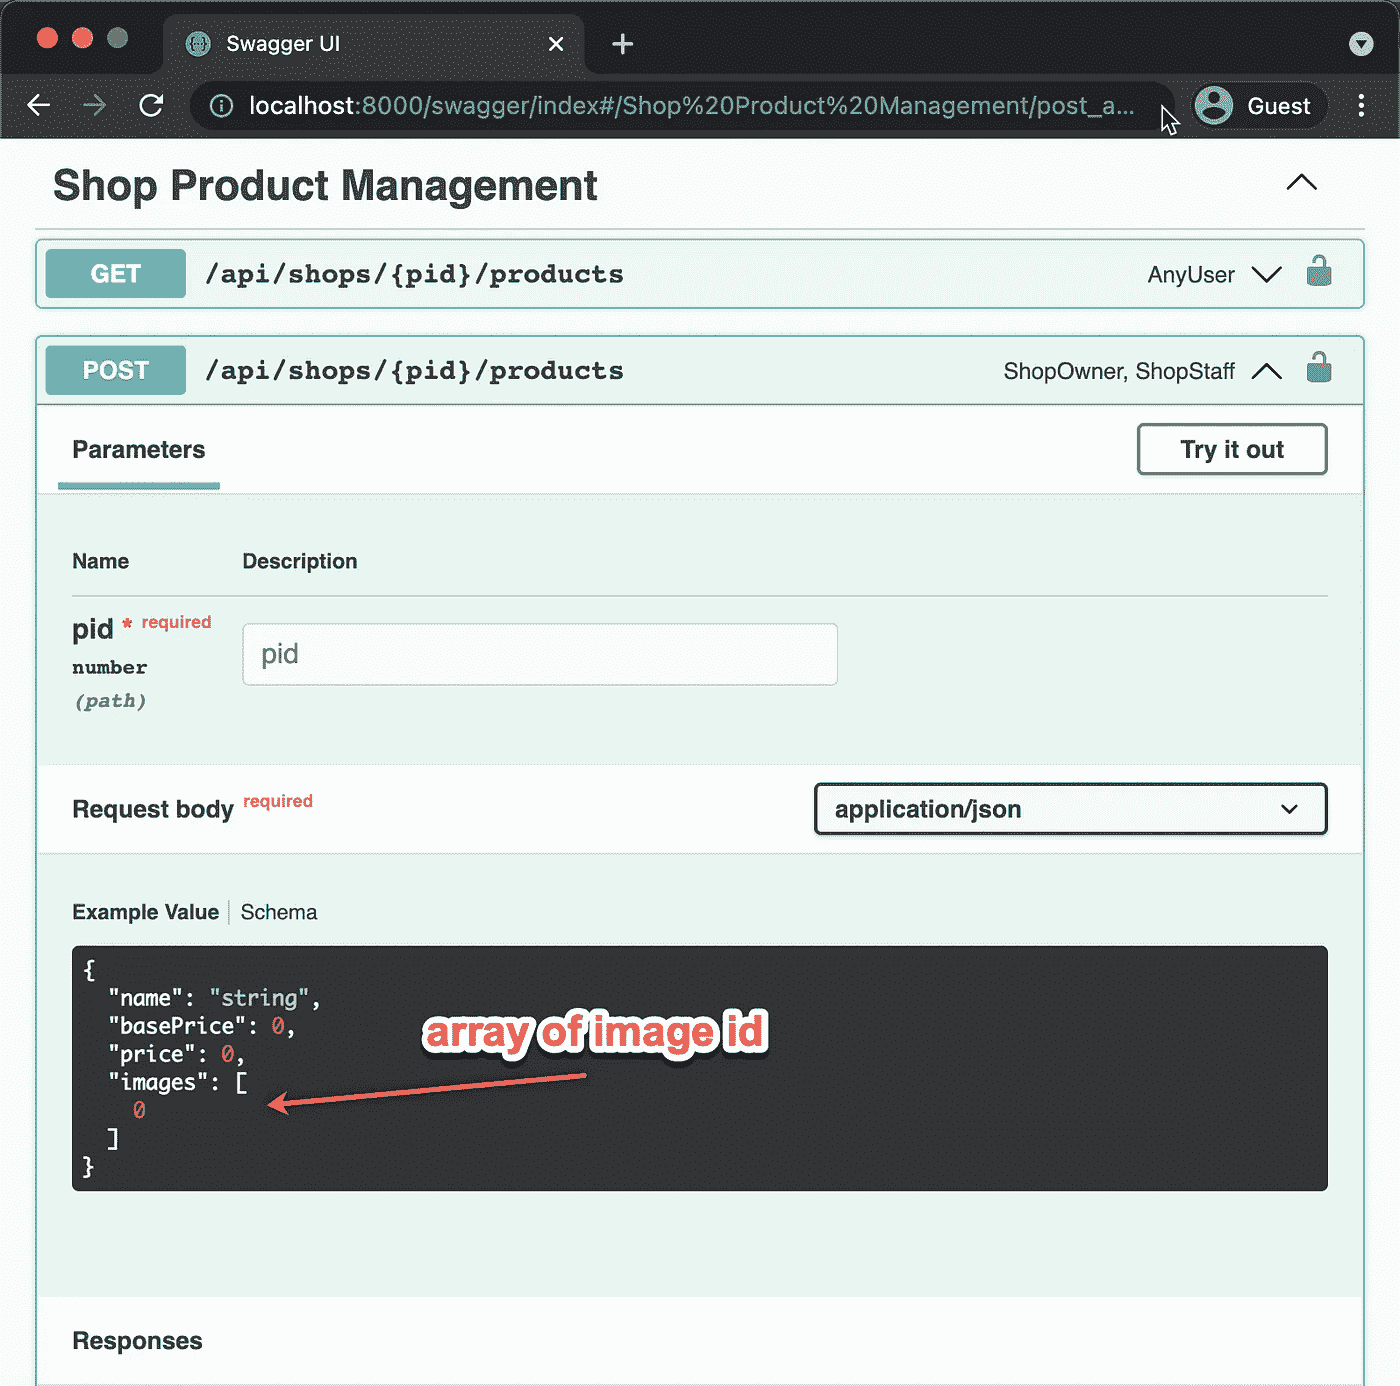 Swagger UI
localhost:8000/swagger/index#/Shop%20Product%20Management/post_a...
Guest
Shop Product Management
GET /api/shops/{pid}/products AnyUser
POST /api/shops/{pid}/products ShopOwner, ShopStaff
Parameters Try it out
Name Description
pid * required
number
(path)
pid
Request body required application/json
Example Value Schema
{
"name": "string",
"basePrice": 0,
"price": 0,
"images": [
0
]
}
array of image id
Responses